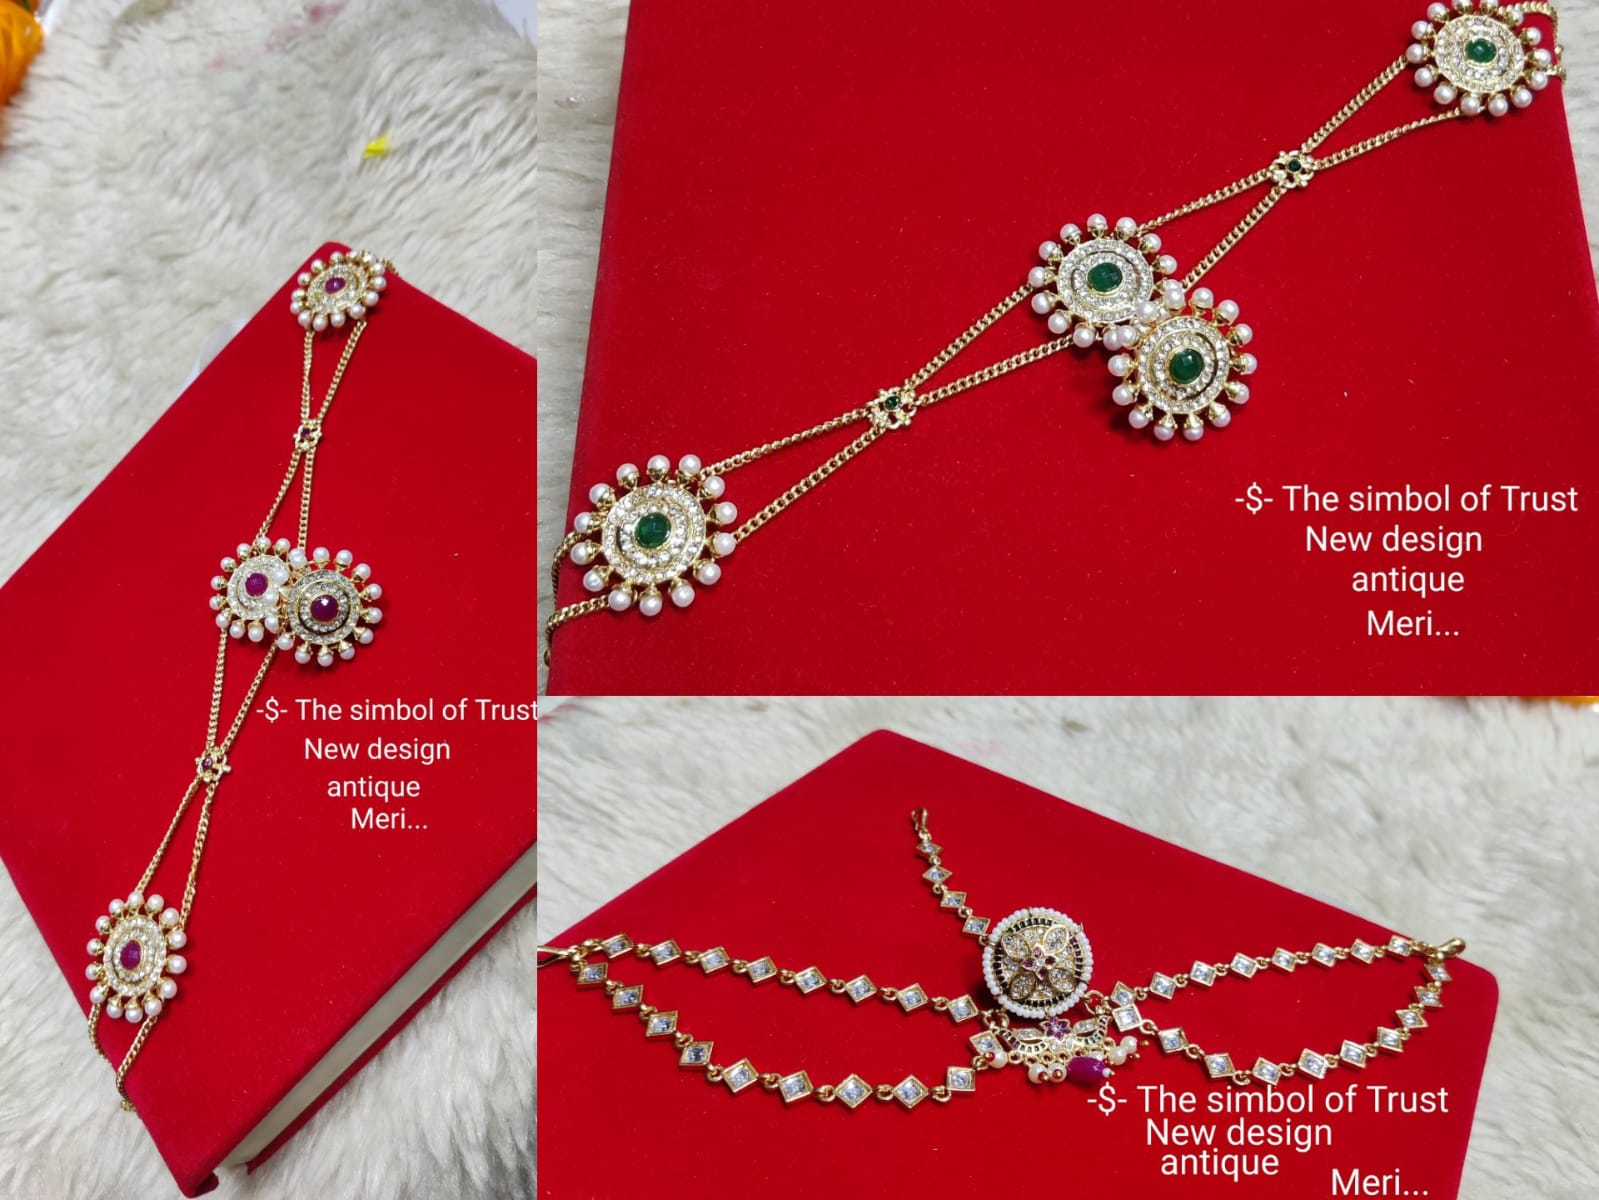 -$- The simbol of Trust
New design
antique
Meri...
-$- The simbol of Trust
New design
antique
Meri...
-$- The simbol of Trust
New design
antique
Meri...